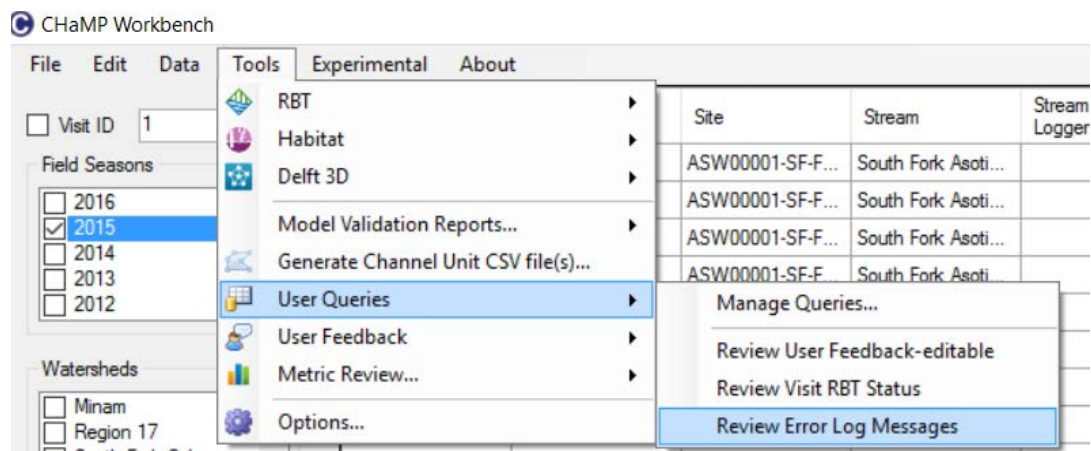 CHaMP Workbench
File Edit Data Tools Experimental About
Visit ID 1
Field Seasons
2016
2015
2014
2013
2012
Watersheds
Minam
Region 17
RBT
Habitat
Delft 3D
Model Validation Reports...
Generate Channel Unit CSV file(s)...
User Queries
User Feedback
Metric Review...
Options...
Manage Queries...
Review User Feedback-editable
Review Visit RBT Status
Review Error Log Messages
Site Stream Stream
Logger
ASW00001-SF-F... South Fork Asoti...
ASW00001-SF-F... South Fork Asoti...
ASW00001-SF-F... South Fork Asoti...
ASW00001-SF-F... South Fork Asoti...